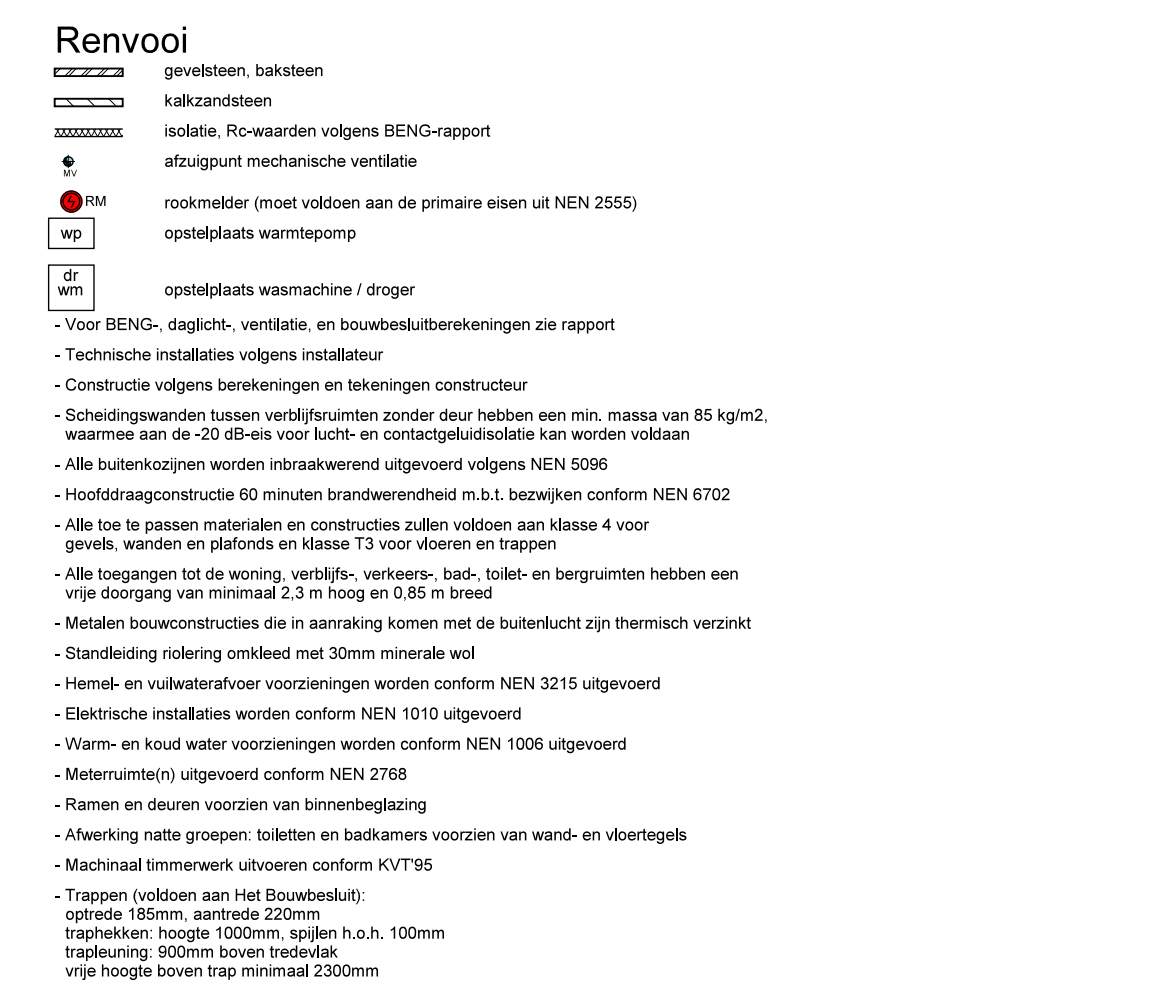 Renvooi
gevelsteen, baksteen
kalkzandsteen
isolatie, Rc-waarden volgens BENG-rapport
MV afzuigpunt mechanische ventilatie
RM rookmelder (moet voldoen aan de primaire eisen uit NEN 2555)
wp opstelplaats warmtepomp
dr
wm opstelplaats wasmachine / droger
- Voor BENG-, daglicht-, ventilatie, en bouwbesluitberekeningen zie rapport
- Technische installaties volgens installateur
- Constructie volgens berekeningen en tekeningen constructeur
- Scheidingswanden tussen verblijfsruimten zonder deur hebben een min. massa van 85 kg/m2,
waarmee aan de -20 dB-eis voor lucht- en contactgeluidisolatie kan worden voldaan
- Alle buitenkozijnen worden inbraakwerend uitgevoerd volgens NEN 5096
- Hoofddraagconstructie 60 minuten brandwerendheid m.b.t. bezwijken conform NEN 6702
- Alle toe te passen materialen en constructies zullen voldoen aan klasse 4 voor
gevels, wanden en plafonds en klasse T3 voor vloeren en trappen
- Alle toegangen tot de woning, verblijfs-, verkeers-, bad-, toilet- en bergruimten hebben een
vrije doorgang van minimaal 2,3 m hoog en 0,85 m breed
- Metalen bouwconstructies die in aanraking komen met de buitenlucht zijn thermisch verzinkt
- Standleiding riolering omkleed met 30mm minerale wol
- Hemel- en vuilwaterafvoer voorzieningen worden conform NEN 3215 uitgevoerd
- Elektrische installaties worden conform NEN 1010 uitgevoerd
- Warm- en koud water voorzieningen worden conform NEN 1006 uitgevoerd
- Meterruimte(n) uitgevoerd conform NEN 2768
- Ramen en deuren voorzien van binnenbeglazing
- Afwerking natte groepen: toiletten en badkamers voorzien van wand- en vloertegels
- Machinaal timmerwerk uitvoeren conform KVT'95
- Trappen (voldoen aan Het Bouwbesluit):
optrede 185mm, aantrede 220mm
traphekken: hoogte 1000mm, spijlen h.o.h. 100mm
trapleuning: 900mm boven tredevlak
vrije hoogte boven trap minimaal 2300mm